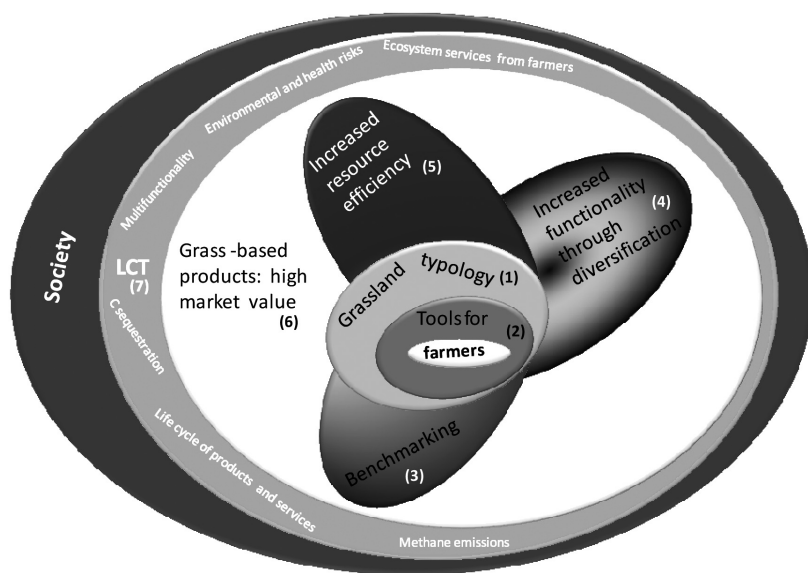 Ecosystem services from farmers
Environmental and health risks
Multifunctionality
Society
LCT
(7)
C sequestration
Life cycle of products and services
Methane emissions
Increased
resource
efficiency
(5)
Increased
functionality
through
diversification
(4)
Grass -based
products: high
market value
(6)
Grassland typology (1)
Tools for
(2)
farmers
Benchmarking
(3)